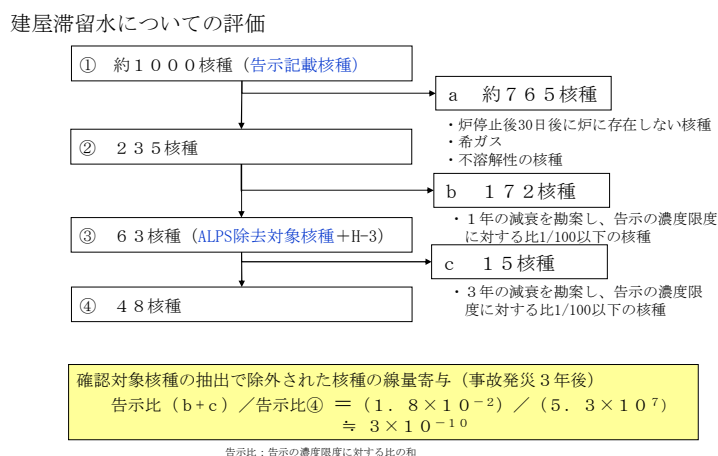 建屋滞留水についての評価
① 約1000核種（告示記載核種）
a 約765核種
・炉停止後30日後に炉に存在しない核種
・希ガス
・不溶解性の核種
② 235核種
b 172核種
・1年の減衰を勘案し、告示の濃度限度
に対する比1/100以下の核種
③ 63核種（ALPS除去対象核種＋H-3）
c 15核種
・3年の減衰を勘案し、告示の濃度限
度に対する比1/100以下の核種
④ 48核種
確認対象核種の抽出で除外された核種の線量寄与（事故発災3年後）
告示比（b+c）／告示比④ ＝（1．8×10⁻²）／（5．3×10⁷）
≒ 3×10⁻¹⁰
告示比：告示の濃度限度に対する比の和